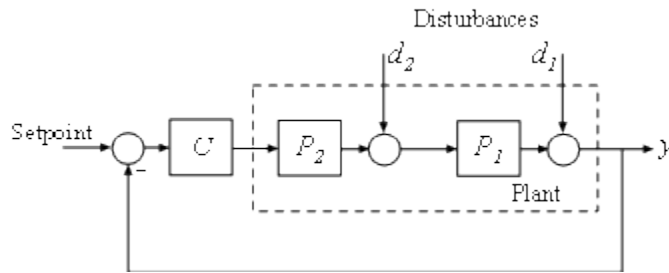 Disturbances
d2
d1
Setpoint
C
P2
P1
y
−
Plant